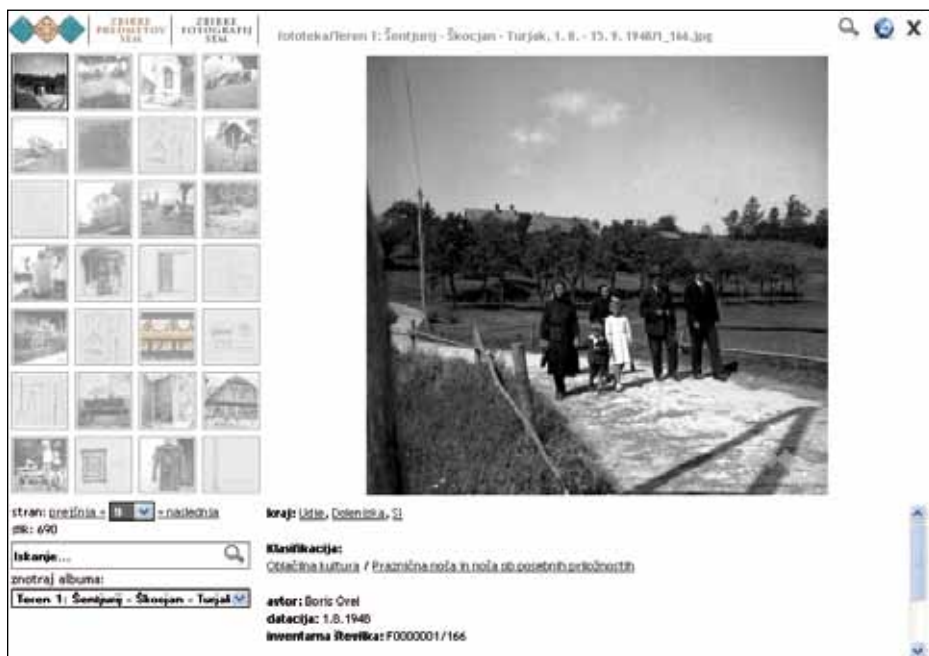 ZBIRKE
PREDMETOV
SEM
ZBIRKE
FOTOGRAFIJ
SEM
fototeka/Teren 1: Šentjurij - Škocjan - Turjak, 1. 8. - 15. 9. 1948/1_166.jpg
X
stran: prejšnja « » naslednja
slik: 690
Iskanje...
znotraj albuma:
Teren 1: Šentjurij - Škocjan - Turjak
kraj: Udje, Dolenjska, SI
Klasifikacija:
Oblačilna kultura / Praznična noša in noša ob posebnih priložnostih
avtor: Boris Orel
datacija: 1.8.1948
inventarna številka: F0000001/166